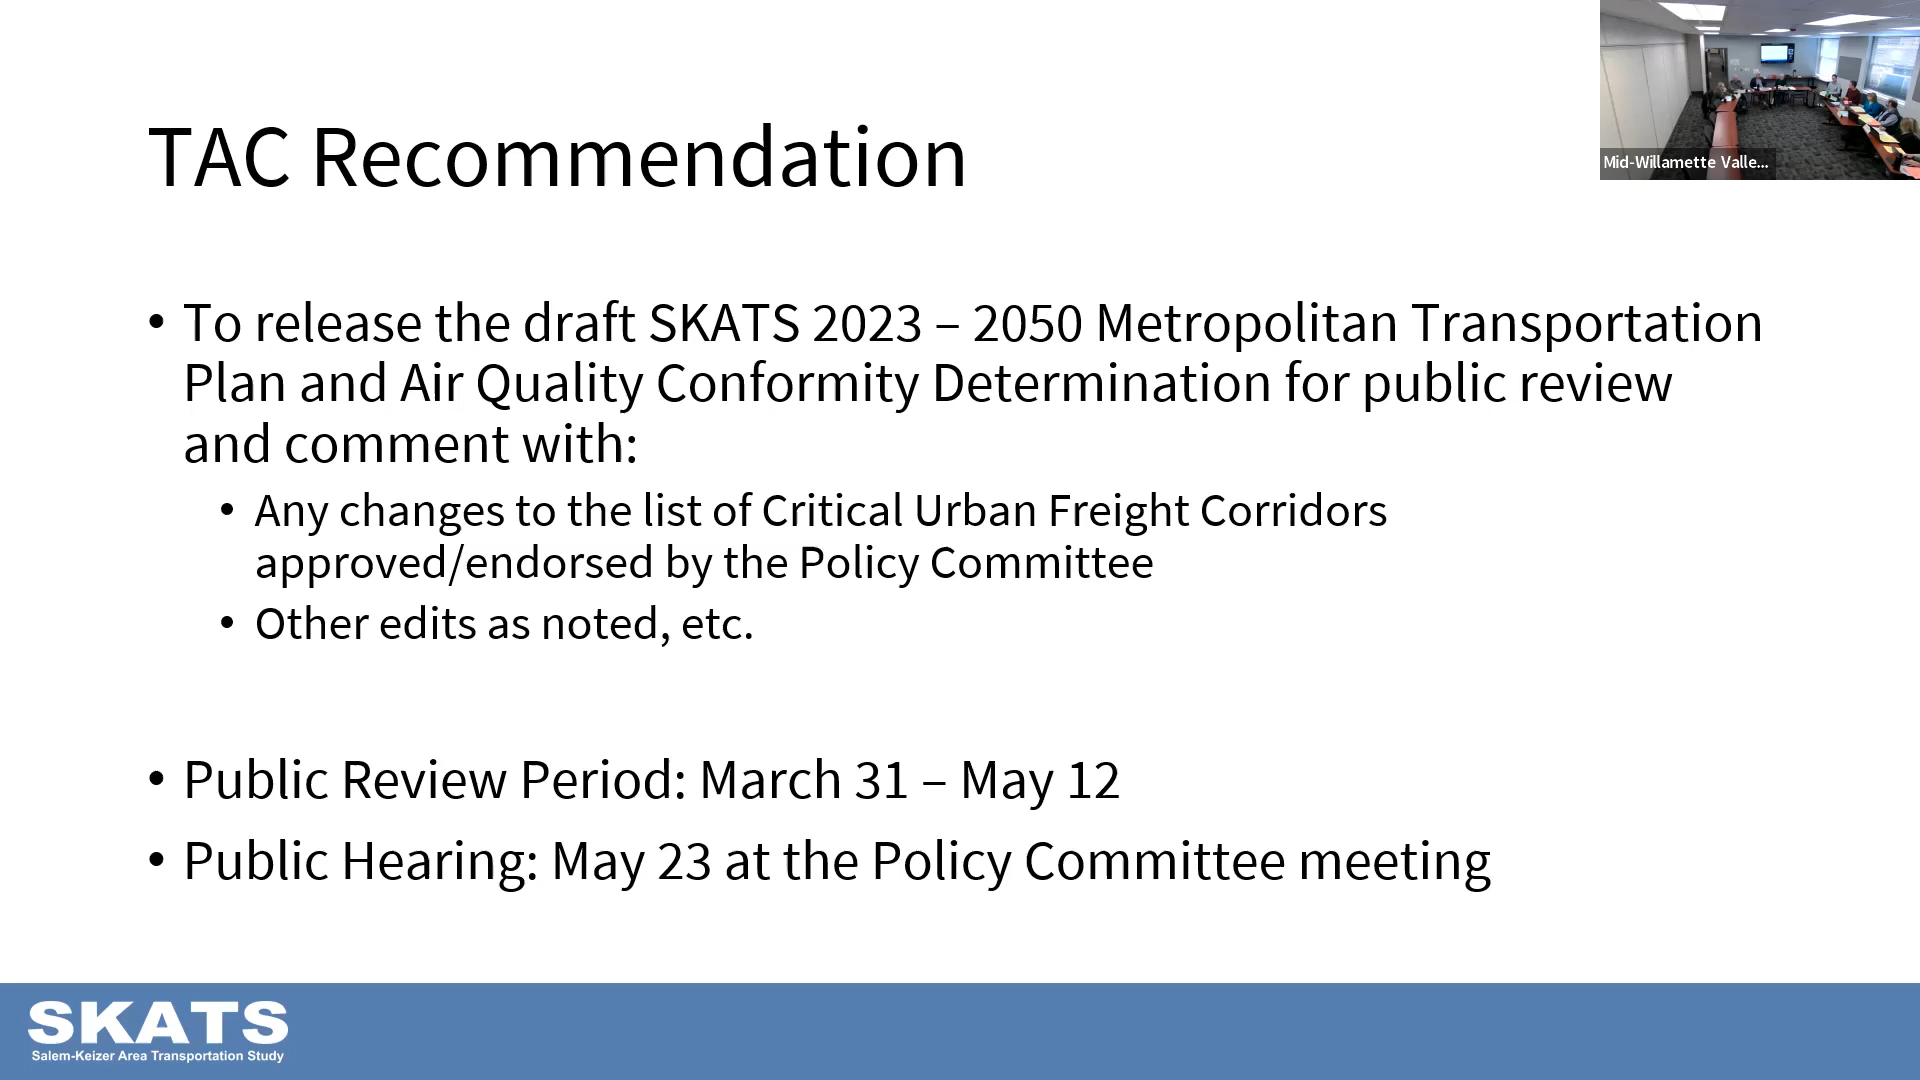 Mid-Willamette Valle...
TAC Recommendation
• To release the draft SKATS 2023 – 2050 Metropolitan Transportation
Plan and Air Quality Conformity Determination for public review
and comment with:
• Any changes to the list of Critical Urban Freight Corridors
approved/endorsed by the Policy Committee
• Other edits as noted, etc.
• Public Review Period: March 31 – May 12
• Public Hearing: May 23 at the Policy Committee meeting
SKATS
Salem-Keizer Area Transportation Study